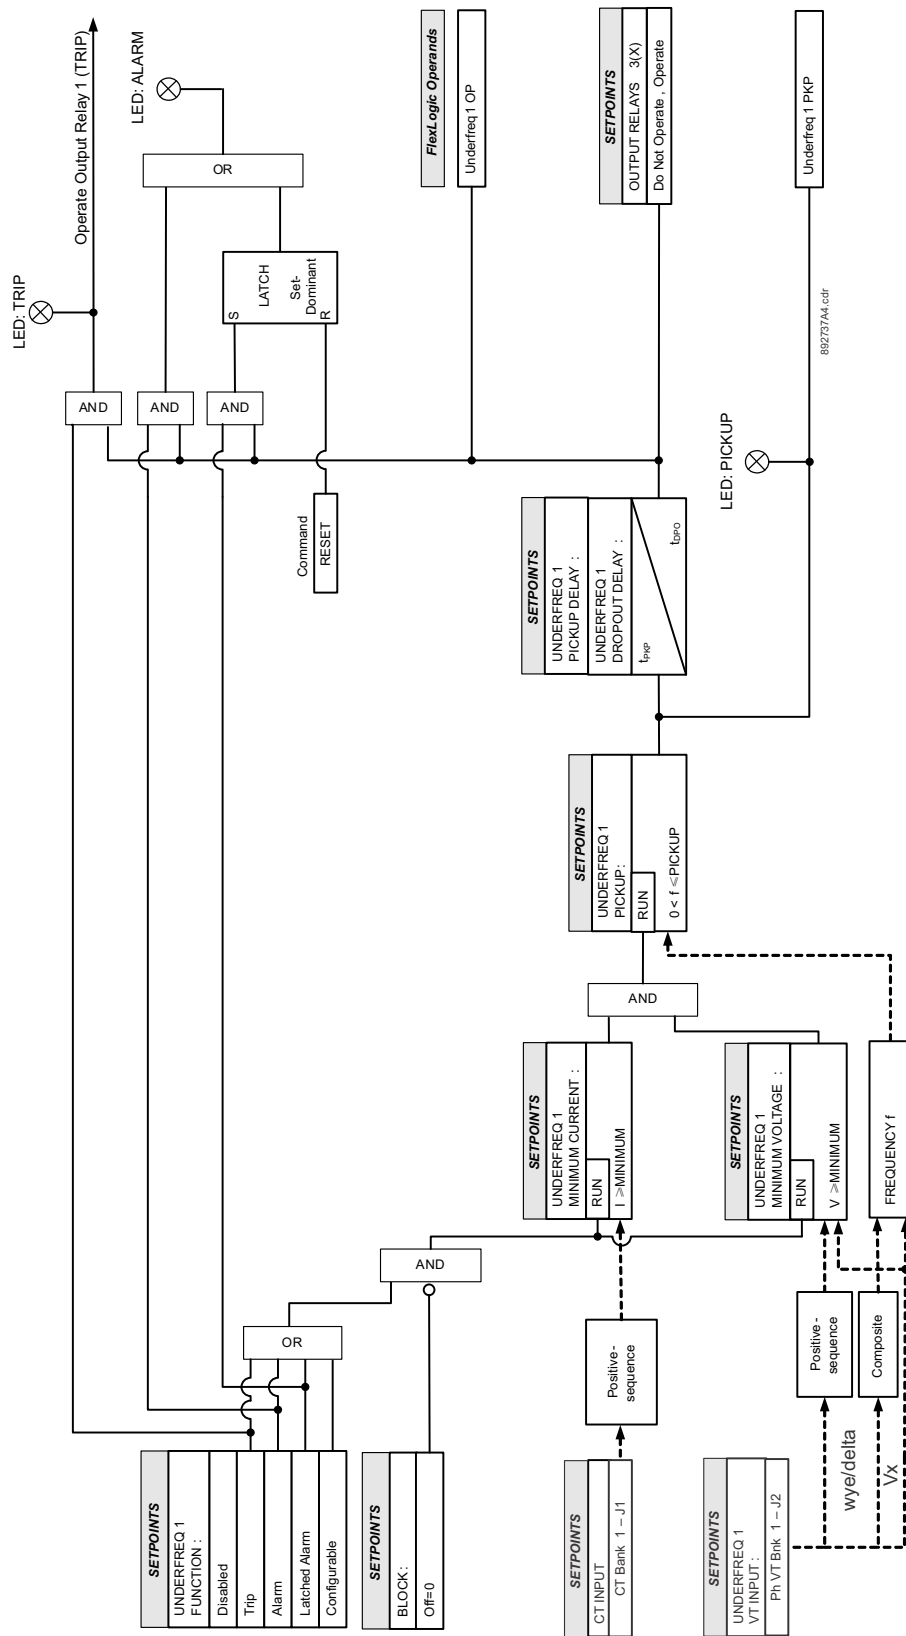 SETPOINTS
UNDERFREQ 1
FUNCTION :
Disabled
Trip
Alarm
Latched Alarm
Configurable
SETPOINTS
BLOCK :
Off=0
SETPOINTS
CT INPUT
CT Bank 1 – J1
SETPOINTS
UNDERFREQ 1
VT INPUT :
Ph VT Bnk 1 – J2
OR
AND
Positive-
sequence
wye/delta
Vx
Positive-
sequence
Composite
SETPOINTS
UNDERFREQ 1
MINIMUM CURRENT :
RUN
I ⩾MINIMUM
SETPOINTS
UNDERFREQ 1
MINIMUM VOLTAGE :
RUN
V ⩾MINIMUM
FREQUENCY f
AND
SETPOINTS
UNDERFREQ 1
PICKUP :
RUN
0 < f ⩽PICKUP
SETPOINTS
UNDERFREQ 1
PICKUP DELAY :
UNDERFREQ 1
DROPOUT DELAY :
tPKP
tDPO
Command
RESET
LED: PICKUP
AND
AND
AND
LED: TRIP
S
LATCH
Set-
Dominant
R
OR
Operate Output Relay 1 (TRIP)
LED: ALARM
FlexLogic Operands
Underfreq 1 OP
SETPOINTS
OUTPUT RELAYS 3(X)
Do Not Operate , Operate
Underfreq 1 PKP
892737A4.cdr